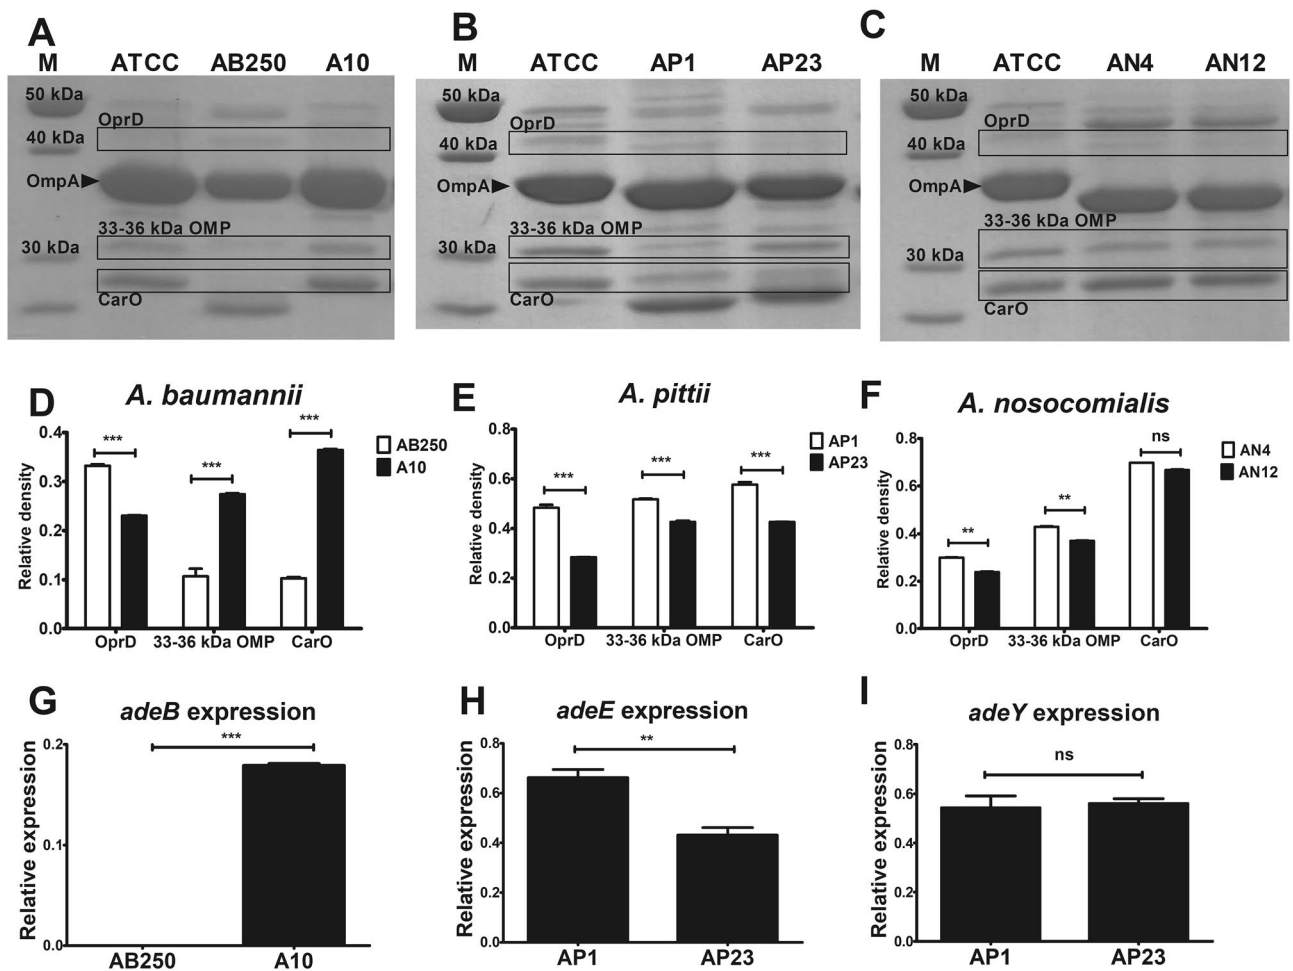 A
M ATCC AB250 A10
50 kDa
OprD
40 kDa
OmpA
33-36 kDa OMP
30 kDa
CarO
B
M ATCC AP1 AP23
50 kDa
OprD
40 kDa
OmpA
33-36 kDa OMP
30 kDa
CarO
C
M ATCC AN4 AN12
50 kDa
OprD
40 kDa
OmpA
33-36 kDa OMP
30 kDa
CarO
D
A. baumannii
Relative density
0.4
0.3
0.2
0.1
0.0
***
***
***
AB250
A10
OprD 33-36 kDa OMP CarO
E
A. pittii
Relative density
0.8
0.6
0.4
0.2
0.0
***
***
***
AP1
AP23
OprD 33-36 kDa OMP CarO
F
A. nosocomialis
Relative density
0.8
0.6
0.4
0.2
0.0
**
**
ns
AN4
AN12
OprD 33-36 kDa OMP CarO
G
adeB expression
Relative expression
0.2
0.1
0.0
***
AB250 A10
H
adeE expression
Relative expression
0.8
0.6
0.4
0.2
0.0
**
AP1 AP23
I
adeY expression
Relative expression
0.8
0.6
0.4
0.2
0.0
ns
AP1 AP23